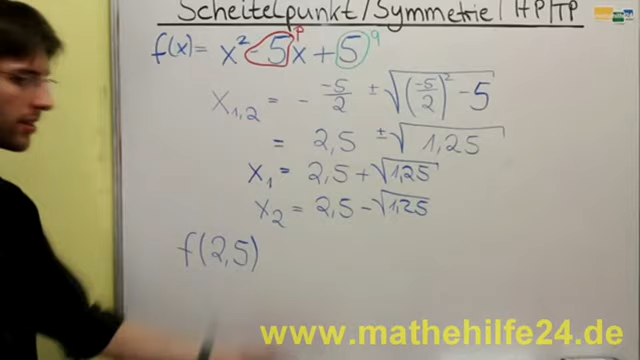 Scheitelpunkt/Symmetrie/HP/TP
f(x)= x² -5x+5
p
q
x1,2 = - -5/2 ±√((-5/2)² -5)
= 2,5 ±√1,25
x1 = 2,5+√1,25
x2 = 2,5-√1,25
f(2,5)
www.mathehilfe24.de